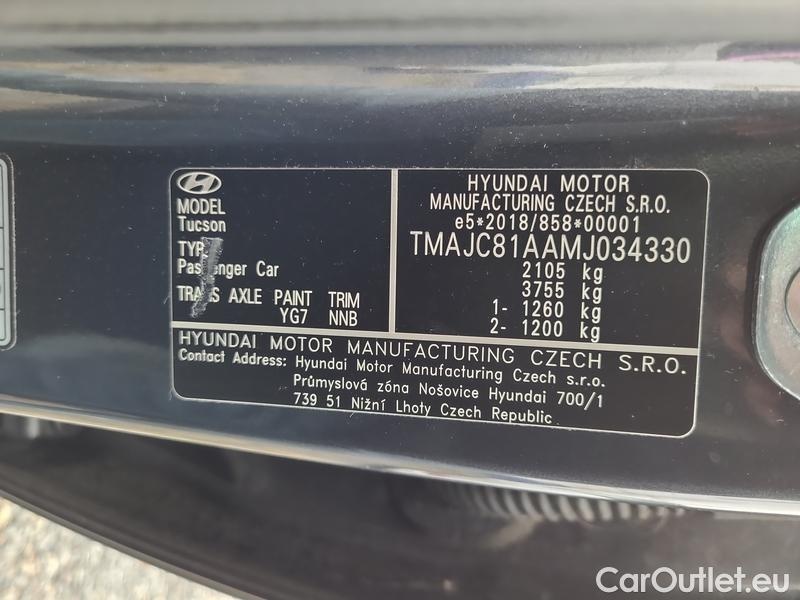 MODEL
Tucson
TYPE
Passenger Car
TRANS AXLE PAINT TRIM
YG7 NNB
HYUNDAI MOTOR
MANUFACTURING CZECH S.R.O.
e5*2018/858*00001
TMAJC81AAMJ034330
2105 kg
3755 kg
1- 1260 kg
2- 1200 kg
HYUNDAI MOTOR MANUFACTURING CZECH S.R.O.
Contact Address: Hyundai Motor Manufacturing Czech s.r.o.
Průmyslová zóna Nošovice Hyundai 700/1
739 51 Nižní Lhoty Czech Republic
CarOutlet.eu